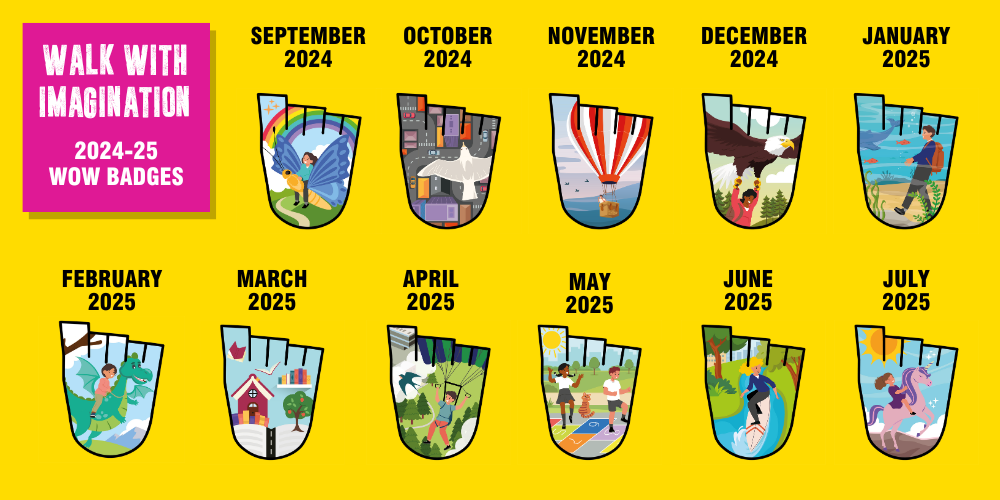 WALK WITH
IMAGINATION
2024-25
WOW BADGES
SEPTEMBER
2024
OCTOBER
2024
NOVEMBER
2024
DECEMBER
2024
JANUARY
2025
FEBRUARY
2025
MARCH
2025
APRIL
2025
MAY
2025
JUNE
2025
JULY
2025